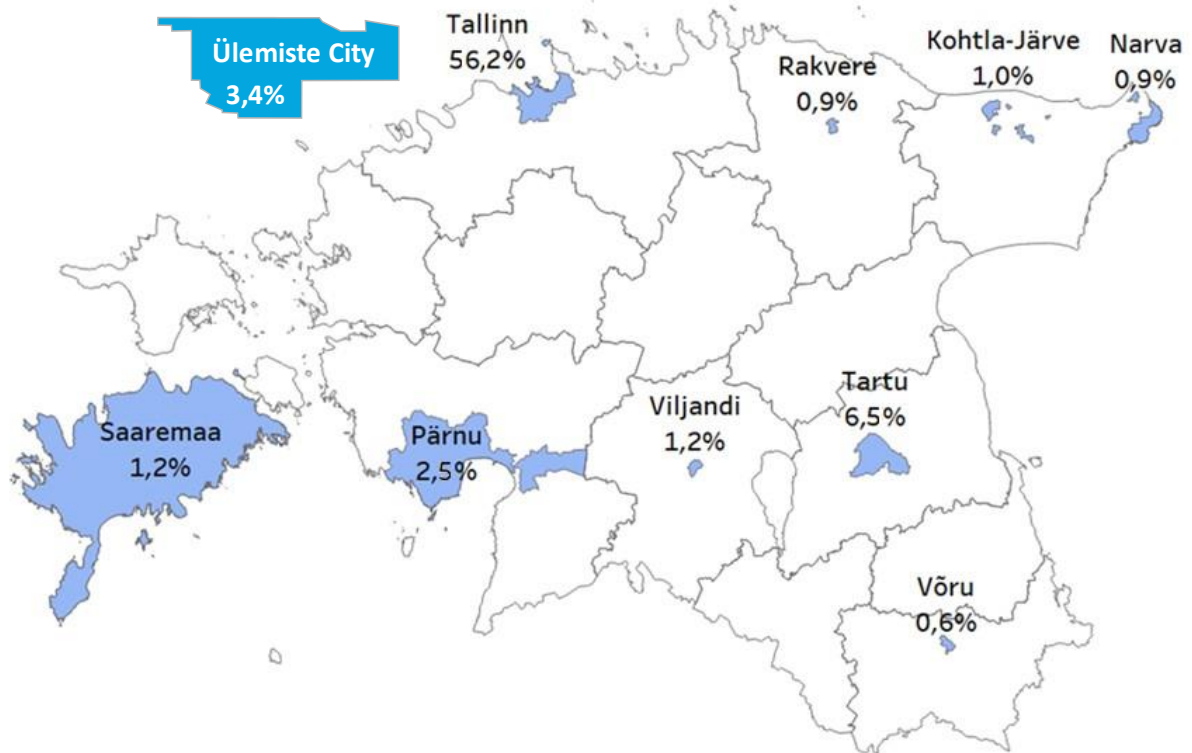 Ülemiste City
3,4%
Tallinn
56,2%
Rakvere
0,9%
Kohtla-Järve
1,0%
Narva
0,9%
Saaremaa
1,2%
Pärnu
2,5%
Viljandi
1,2%
Tartu
6,5%
Võru
0,6%